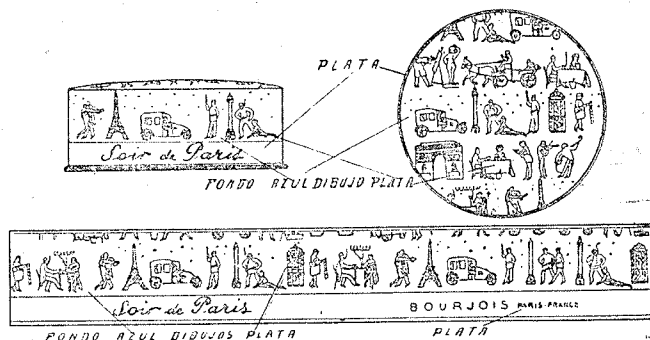 PLATA
Soir de Paris
FONDO AZUL DIBUJO PLATA
Soir de Paris
BOURJOIS PARIS-FRANCE
FONDO AZUL DIBUJOS PLATA
PLATA